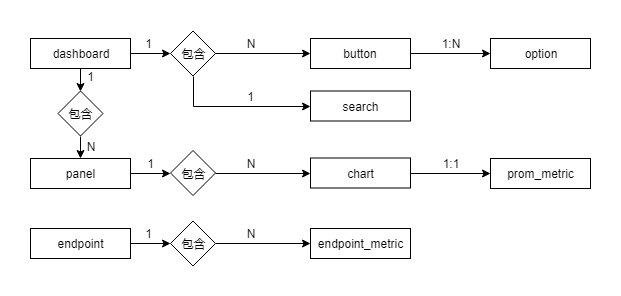 dashboard
1
包含
N
button
1:N
option
1
search
1
包含
N
panel
1
包含
N
chart
1:1
prom_metric
endpoint
1
包含
N
endpoint_metric